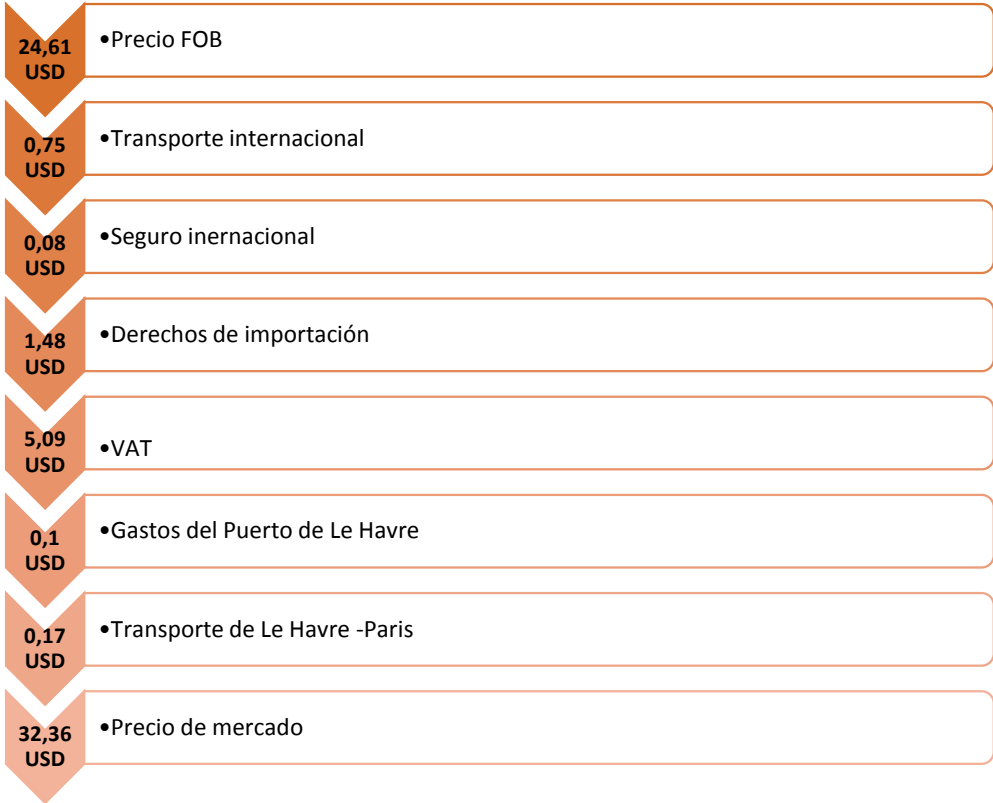 24,61
USD
•Precio FOB
0,75
USD
•Transporte internacional
0,08
USD
•Seguro inernacional
1,48
USD
•Derechos de importación
5,09
USD
•VAT
0,1
USD
•Gastos del Puerto de Le Havre
0,17
USD
•Transporte de Le Havre -Paris
32,36
USD
•Precio de mercado